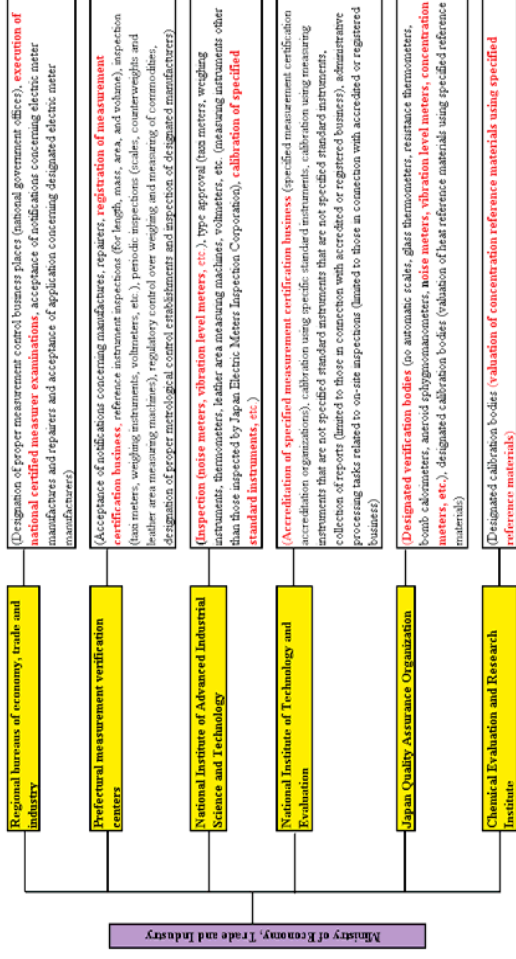 Ministry of Economy, Trade and Industry
Regional bureaus of economy, trade and
industry
(Designation of proper measurement control business places (national government offices), execution of
national certified measurer examinations, acceptance of notifications concerning electric meter
manufactures and repairers and acceptance of application concerning designated electric meter
manufacturers)
Prefectural measurement verification
centers
(Acceptance of notifications concerning manufactures, repairers, registration of measurement
certification business, reference instrument inspections (for length, mass, area, and volume), inspection
(taxi meters, weighing instruments, voltmeters, etc.), periodic inspections (scales, counterweights and
leather area measuring machines), regulatory control over weighing and measuring of commodities,
designation of proper metrological control establishments and inspection of designated manufacturers)
National Institute of Advanced Industrial
Science and Technology
(Inspection (noise meters, vibration level meters, etc.), type approval (taxi meters, weighing
instruments, thermometers, leather area measuring machines, voltmeters, etc. (measuring instruments other
than those inspected by Japan Electric Meters Inspection Corporation), calibration of specified
standard instruments, etc.)
National Institute of Technology and
Evaluation
(Accreditation of specified measurement certification business (specified measurement certification
accreditation organizations), calibration using specific standard instruments, calibration using measuring
instruments that are not specified standard instruments that are not specified standard instruments,
collection of reports (limited to those in connection with accredited or registered business), administrative
processing tasks related to on-site inspections (limited to those in connection with accredited or registered
business)
Japan Quality Assurance Organization
(Designated verification bodies (no automatic scales, glass thermometers, resistance thermometers,
bomb calorimeters, aneroid sphygmomanometers, noise meters, vibration level meters, concentration
meters, etc.), designated calibration bodies (valuation of heat reference materials using specified reference
materials)
Chemical Evaluation and Research
Institute
(Designated calibration bodies (valuation of concentration reference materials using specified
reference materials)